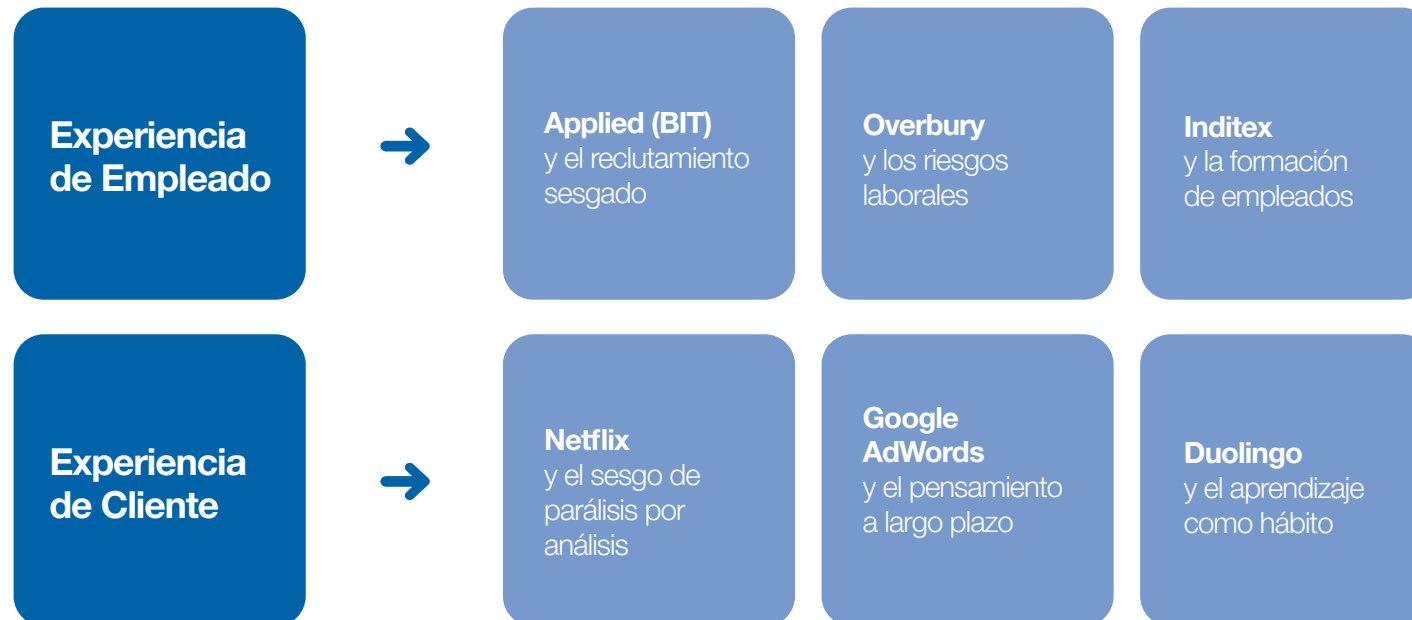 Experiencia
de Empleado
Applied (BIT)
y el reclutamiento
sesgado
Overbury
y los riesgos
laborales
Inditex
y la formación
de empleados
Experiencia
de Cliente
Netflix
y el sesgo de
parálisis por
análisis
Google
AdWords
y el pensamiento
a largo plazo
Duolingo
y el aprendizaje
como hábito